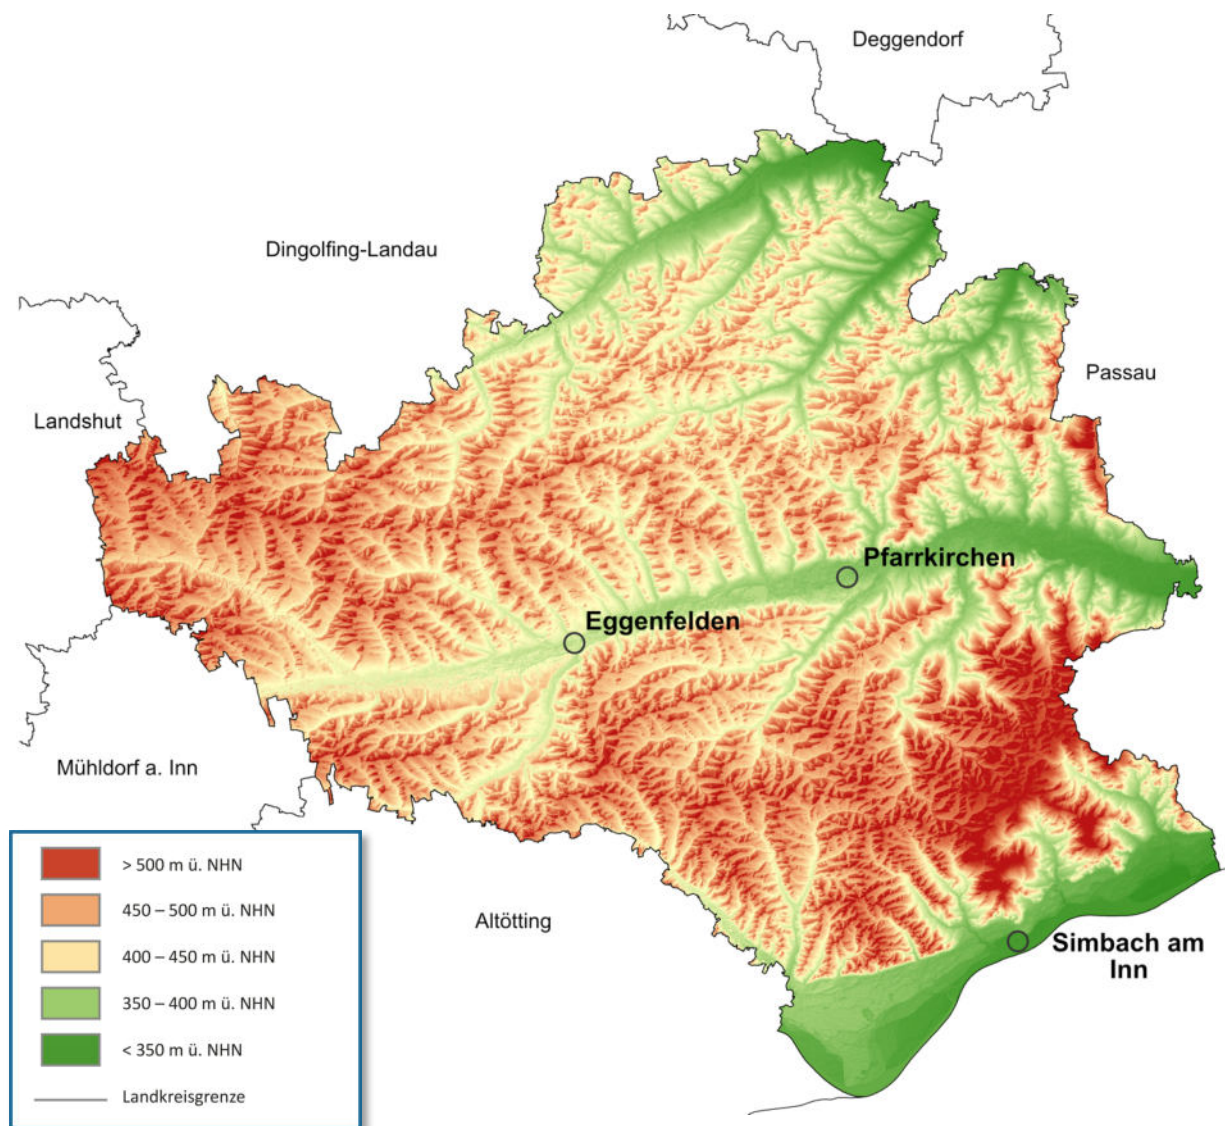 Deggendorf
Dingolfing-Landau
Passau
Landshut
Pfarrkirchen
Eggenfelden
Mühldorf a. Inn
Altötting
Simbach am
Inn
> 500 m ü. NHN
450 – 500 m ü. NHN
400 – 450 m ü. NHN
350 – 400 m ü. NHN
< 350 m ü. NHN
Landkreisgrenze